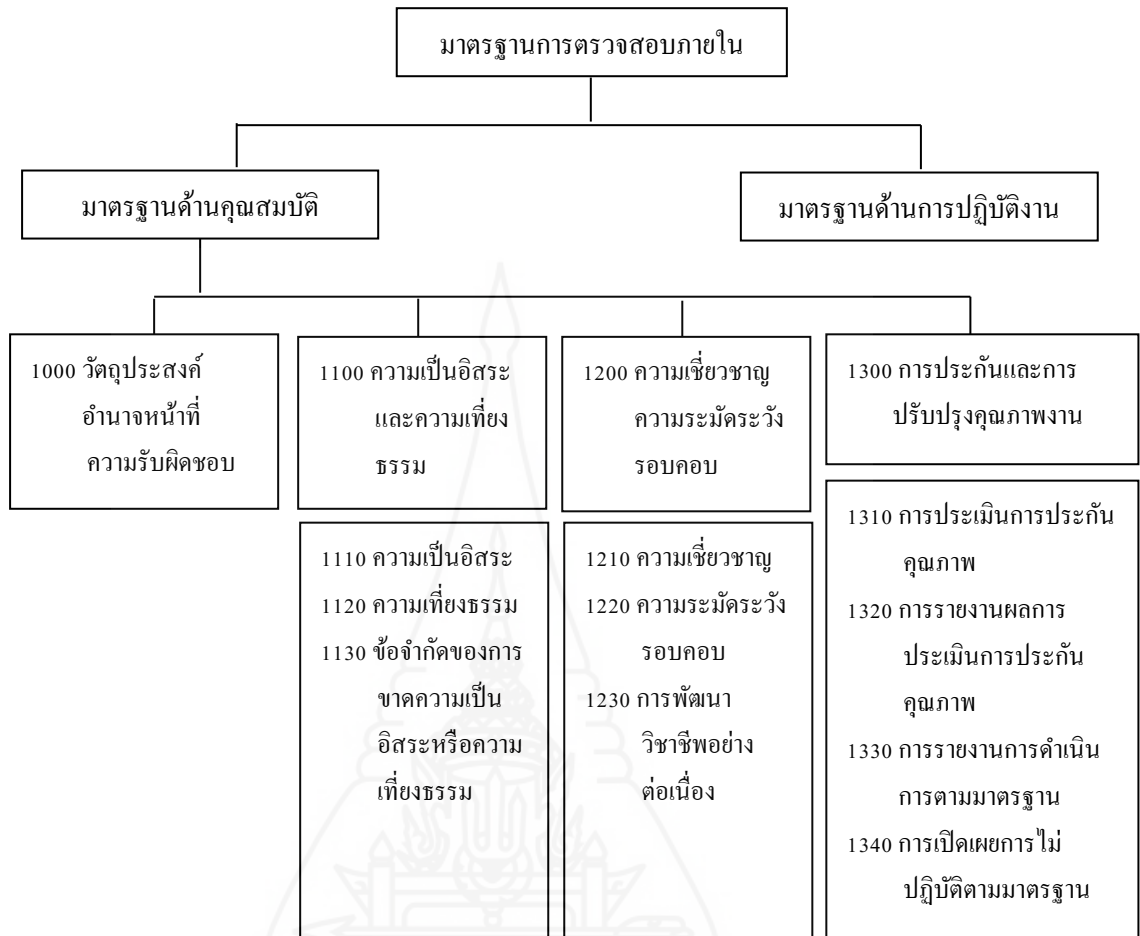 มาตรฐานการตรวจสอบภายใน
มาตรฐานด้านคุณสมบัติ
มาตรฐานด้านการปฏิบัติงาน
1000 วัตถุประสงค์
อำนาจหน้าที่
ความรับผิดชอบ
1100 ความเป็นอิสระ
และความเที่ยง
ธรรม
1200 ความเชี่ยวชาญ
ความระมัดระวัง
รอบคอบ
1300 การประกันและการ
ปรับปรุงคุณภาพงาน
1110 ความเป็นอิสระ
1120 ความเที่ยงธรรม
1130 ข้อจำกัดของการ
ขาดความเป็น
อิสระหรือความ
เที่ยงธรรม
1210 ความเชี่ยวชาญ
1220 ความระมัดระวัง
รอบคอบ
1230 การพัฒนา
วิชาชีพอย่าง
ต่อเนื่อง
1310 การประเมินการประกัน
คุณภาพ
1320 การรายงานผลการ
ประเมินการประกัน
คุณภาพ
1330 การรายงานการดำเนิน
การตามมาตรฐาน
1340 การเปิดเผยการไม่
ปฏิบัติตามมาตรฐาน